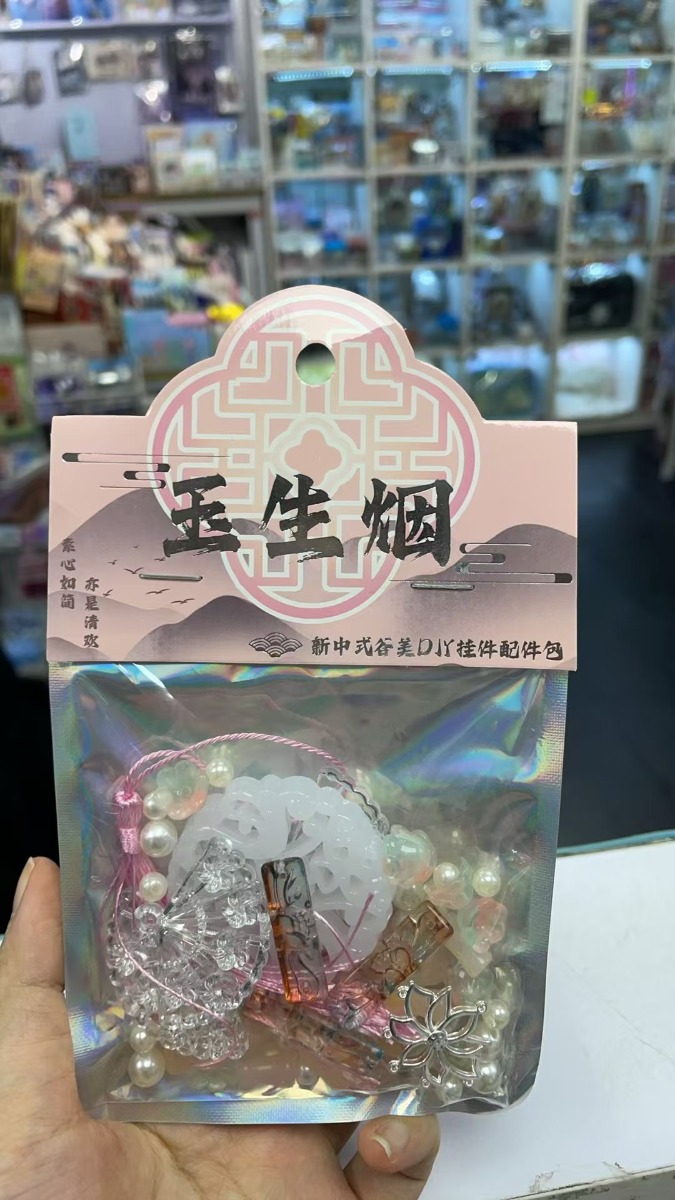 玉生烟
素心如简
亦是清欢
新中式谷美DIY挂件配件包